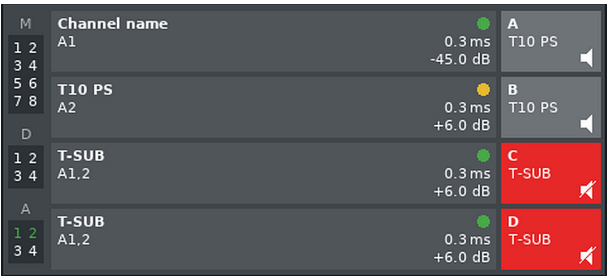 M
1 2
3 4
5 6
7 8
D
1 2
3 4
A
1 2
3 4
Channel name
A1
0.3 ms
-45.0 dB
A
T10 PS
T10 PS
A2
0.3 ms
+6.0 dB
B
T10 PS
T-SUB
A1,2
0.3 ms
+6.0 dB
C
T-SUB
T-SUB
A1,2
0.3 ms
+6.0 dB
D
T-SUB